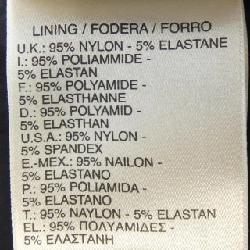 LINING / FODERA / FORRO
U.K.: 95% NYLON - 5% ELASTANE
I.: 95% POLIAMMIDE -
5% ELASTAN
F.: 95% POLYAMIDE -
5% ELASTHANNE
D.: 95% POLYAMID -
5% ELASTHAN
U.S.A.: 95% NYLON -
5% SPANDEX
E.-MEX.: 95% NAILON -
5% ELASTANO
P.: 95% POLIAMIDA -
5% ELASTANO
T.: 95% NAYLON - 5% ELASTAN
EL.: 95% ΠΟΛΥΑΜΙΔΕΣ -
5% ΕΛΑΣΤΑΝΗ